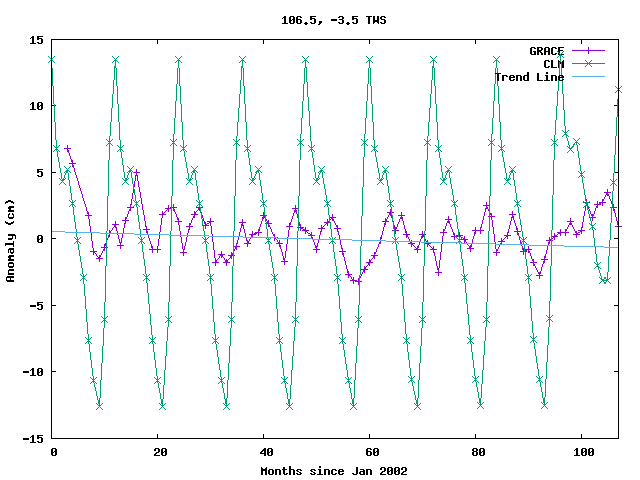 106.5, -3.5 TWS
GRACE
CLM
Trend Line
15
10
5
0
-5
-10
-15
Anomaly (cm)
0 20 40 60 80 100
Months since Jan 2002